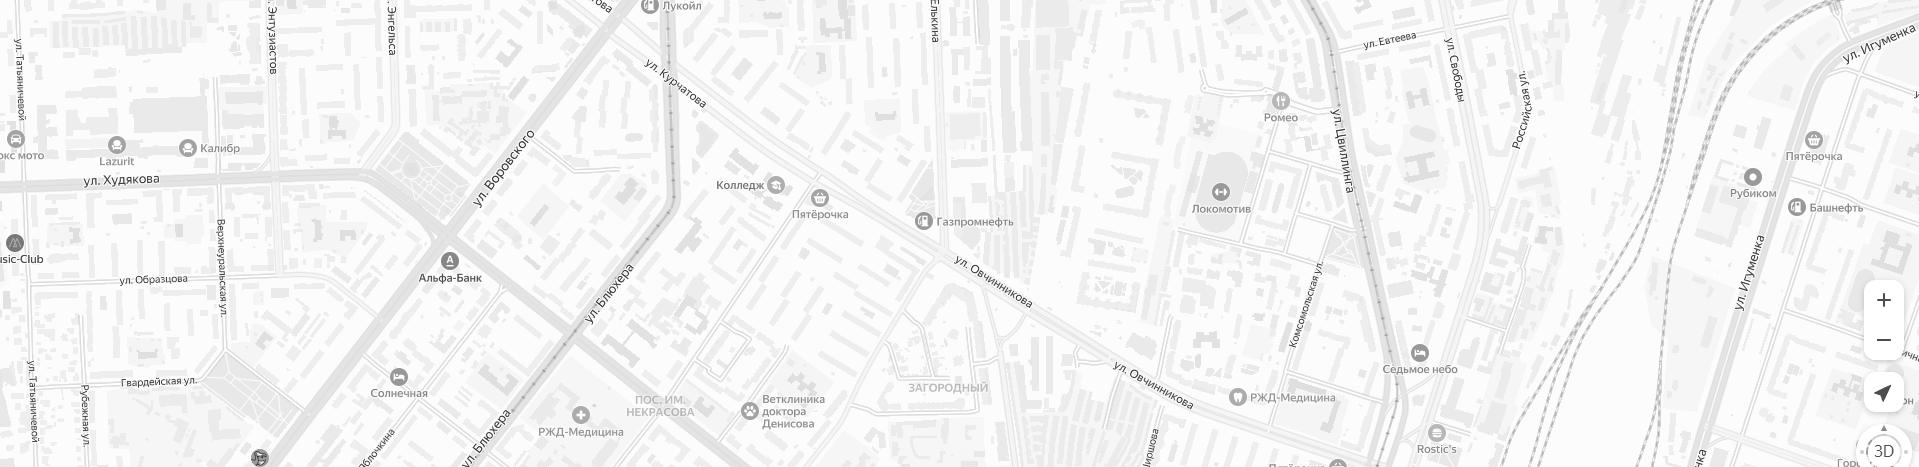 ул. Энтузиастов
ул. Энгельса
Лукойл
Елькина
ул. Татьяничевой
ул. Курчатова
ул. Евтеева
ул. Свободы
Российская ул.
ул. Игуменка
Lazurit
Калибр
Ромео
ул. Цвиллинга
Пятёрочка
ул. Худякова
ул. Воровского
Колледж
Пятёрочка
Локомотив
Рубиком
Башнефть
Газпромнефть
Верхнеуральская ул.
usic-Club
ул. Образцова
Альфа-Банк
ул. Блюхера
ул. Овчинникова
Комсомольская ул.
ул. Игуменка
ул. Татьяничевой
Рубежная ул.
Гвардейская ул.
Солнечная
ЗАГОРОДНЫЙ
ул. Овчинникова
Седьмое небо
РЖД-Медицина
ПОС. ИМ.
НЕКРАСОВА
Ветклиника
доктора
Денисова
РЖД-Медицина
ул. Блюхера
Rostic's
3D